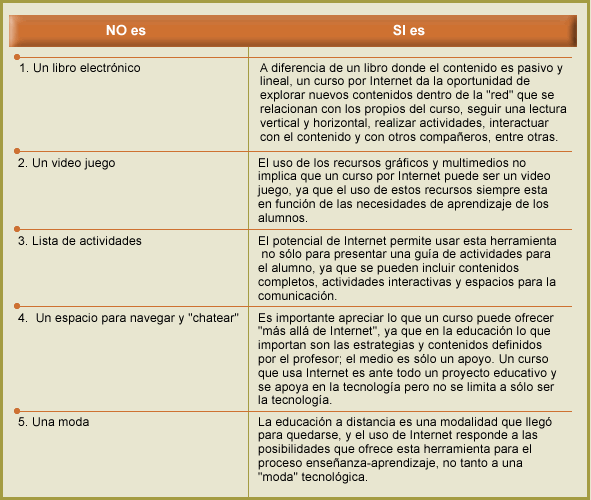 NO es
SI es
1. Un libro electrónico
A diferencia de un libro donde el contenido es pasivo y
lineal, un curso por Internet da la oportunidad de
explorar nuevos contenidos dentro de la "red" que se
relacionan con los propios del curso, seguir una lectura
vertical y horizontal, realizar actividades, interactuar
con el contenido y con otros compañeros, entre otras.
2. Un video juego
El uso de los recursos gráficos y multimedios no
implica que un curso por Internet puede ser un video
juego, ya que el uso de estos recursos siempre esta
en función de las necesidades de aprendizaje de los
alumnos.
3. Lista de actividades
El potencial de Internet permite usar esta herramienta
no sólo para presentar una guía de actividades para
el alumno, ya que se pueden incluir contenidos
completos, actividades interactivas y espacios para la
comunicación.
4. Un espacio para navegar y "chatear"
Es importante apreciar lo que un curso puede ofrecer
"más allá de Internet", ya que en la educación lo que
importan son las estrategias y contenidos definidos
por el profesor; el medio es sólo un apoyo. Un curso
que usa Internet es ante todo un proyecto educativo y
se apoya en la tecnología pero no se limita a sólo ser
la tecnología.
5. Una moda
La educación a distancia es una modalidad que llegó
para quedarse, y el uso de Internet responde a las
posibilidades que ofrece esta herramienta para el
proceso enseñanza-aprendizaje, no tanto a una
"moda" tecnológica.